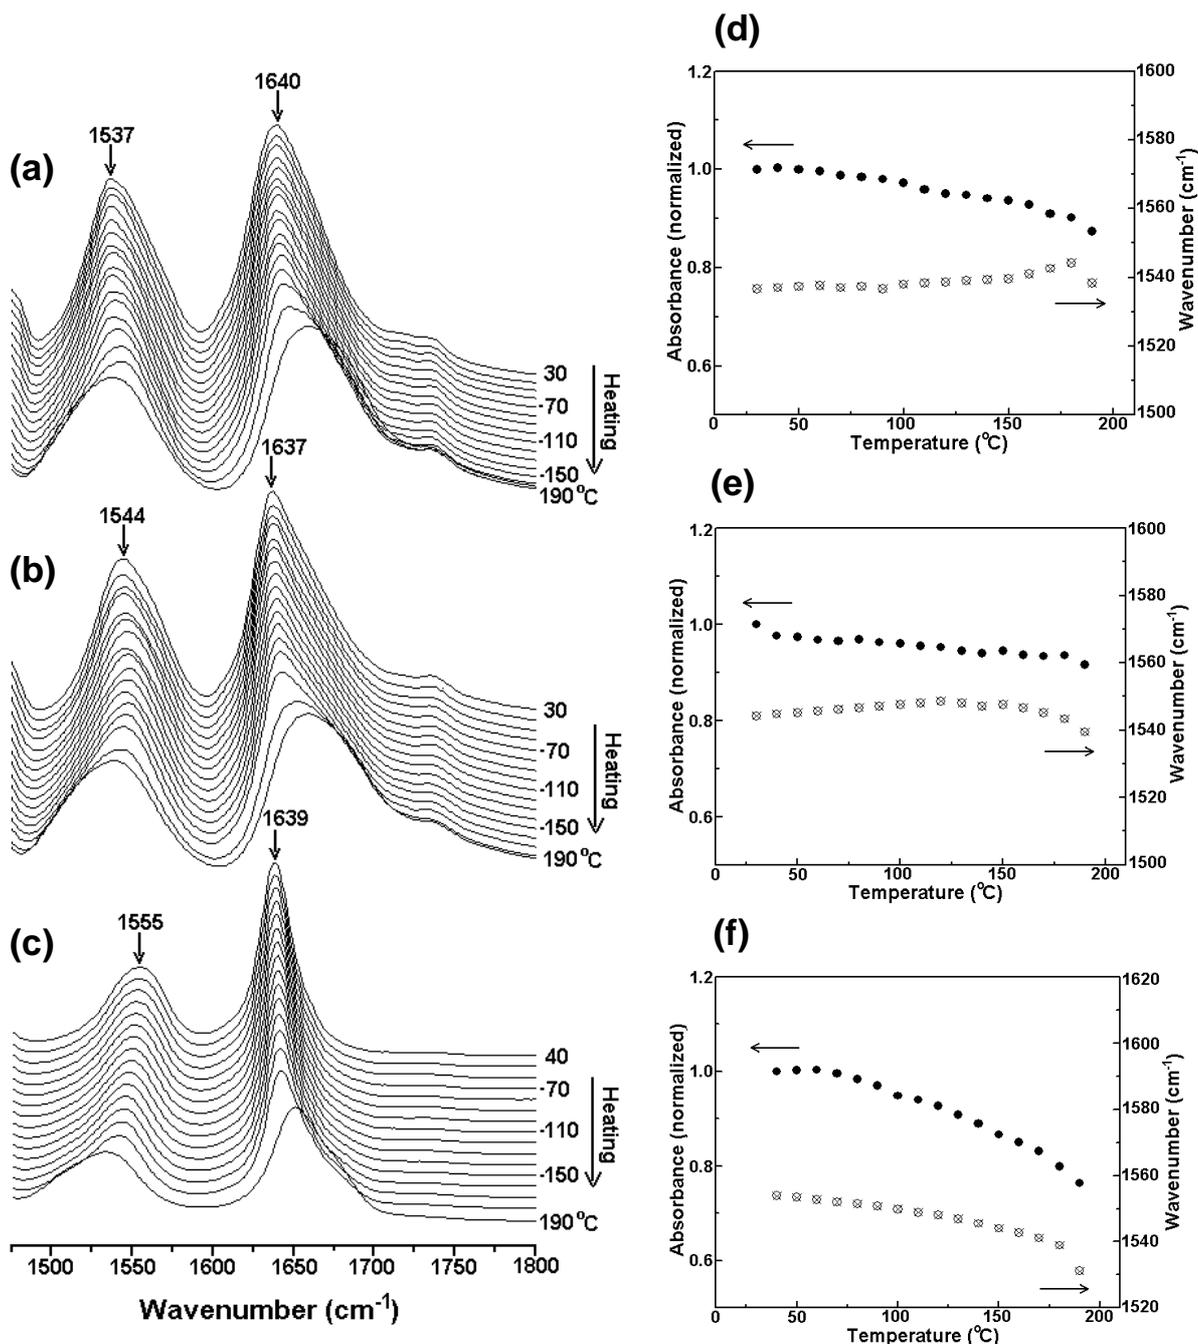 (a)
1537
1640
30
-70
-110
-150
190 °C
Heating
(b)
1544
1637
30
-70
-110
-150
190 °C
Heating
(c)
1555
1639
40
-70
-110
-150
190 °C
Heating
1500 1550 1600 1650 1700 1750 1800
Wavenumber (cm-1)
(d)
1.2
1.0
0.8
0.6
Absorbance (normalized)
1600
1580
1560
1540
1520
1500
Wavenumber (cm-1)
0 50 100 150 200
Temperature (°C)
(e)
1.2
1.0
0.8
0.6
Absorbance (normalized)
1600
1580
1560
1540
1520
1500
Wavenumber (cm-1)
0 50 100 150 200
Temperature (°C)
(f)
1.2
1.0
0.8
0.6
Absorbance (normalized)
1620
1600
1580
1560
1540
1520
Wavenumber (cm-1)
0 50 100 150 200
Temperature (°C)